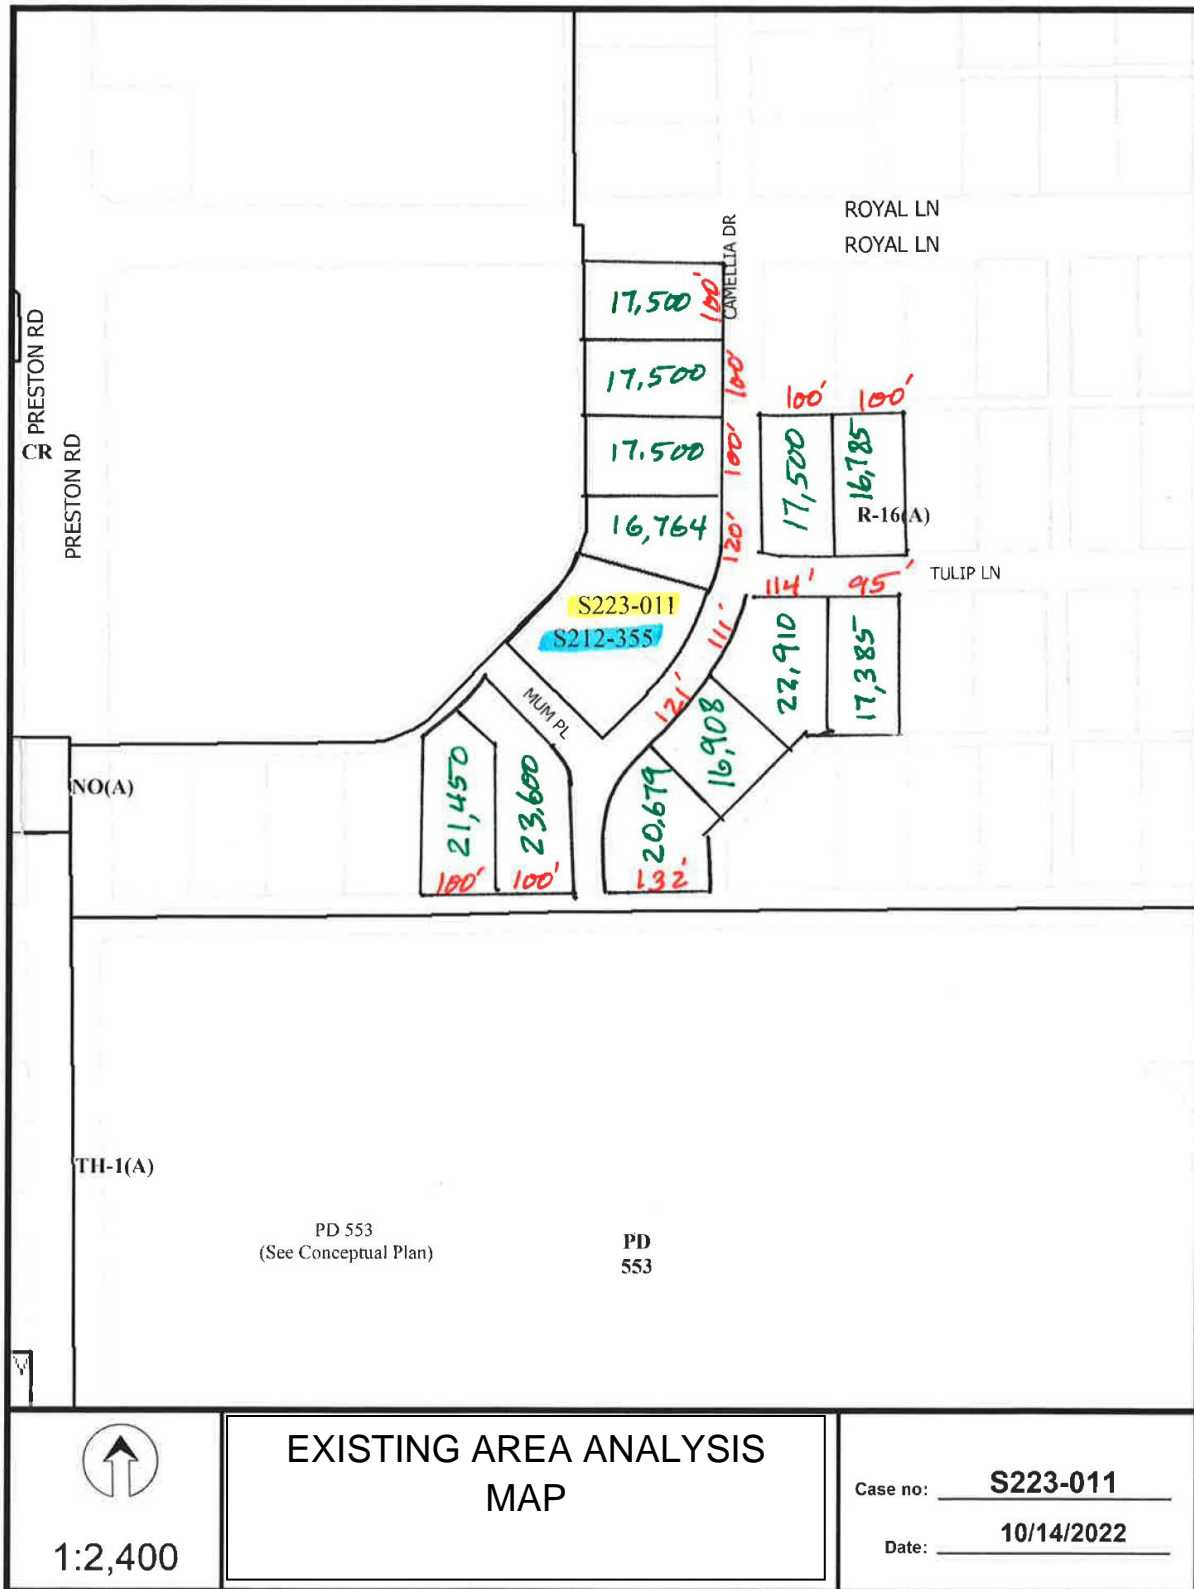 ROYAL LN
ROYAL LN
CAMELLIA DR
17,500
100'
PRESTON RD
PRESTON RD
CR
17,500
100'
100'
100'
17.500
100'
17,500
16,785
R-16(A)
16,764
120'
TULIP LN
114'
95'
S223-011
S212-355
111'
22,910
17,385
MUM PL
121'
16,908
NO(A)
21,450
23,600
20,679
100'
100'
132'
TH-1(A)
PD 553
(See Conceptual Plan)
PD
553
1:2,400
EXISTING AREA ANALYSIS
MAP
Case no: S223-011
Date: 10/14/2022